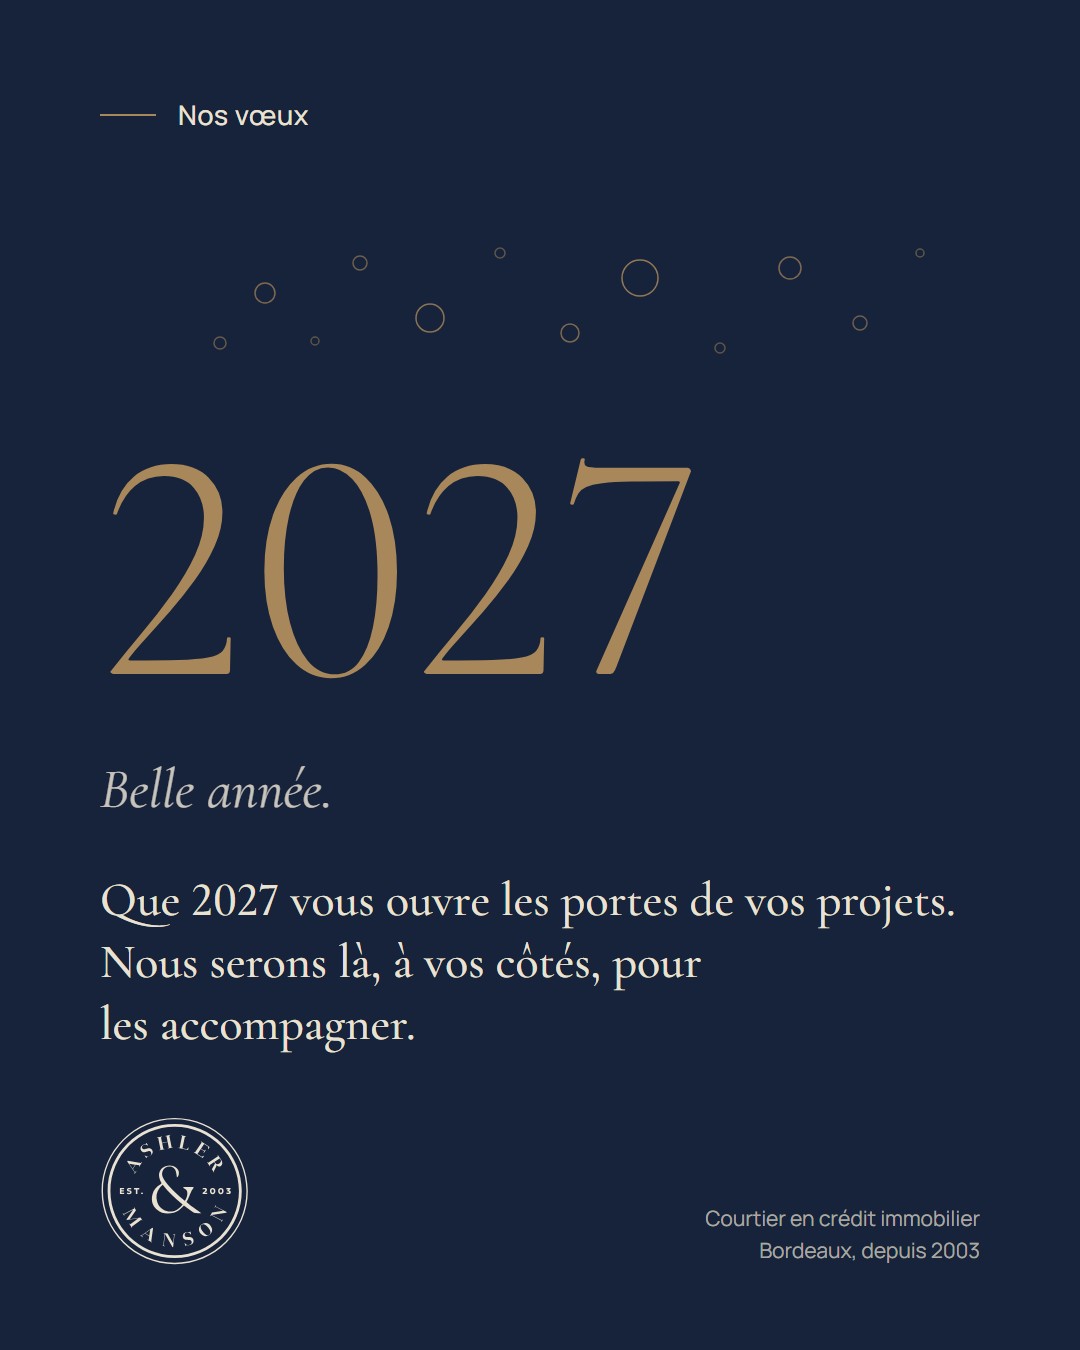 Nos vœux
2027
Belle année.
Que 2027 vous ouvre les portes de vos projets.
Nous serons là, à vos côtés, pour
les accompagner.
ASHLER
EST. & 2003
MANSON
Courtier en crédit immobilier
Bordeaux, depuis 2003